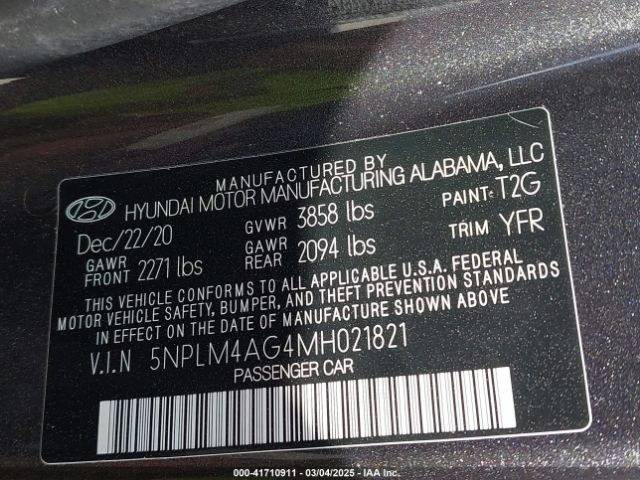 MANUFACTURED BY
HYUNDAI MOTOR MANUFACTURING ALABAMA, LLC
Dec/22/20 GVWR 3858 lbs PAINT: T2G
GAWR FRONT 2271 lbs GAWR REAR 2094 lbs TRIM YFR
THIS VEHICLE CONFORMS TO ALL APPLICABLE U.S.A. FEDERAL
MOTOR VEHICLE SAFETY, BUMPER, AND THEFT PREVENTION STANDARDS
IN EFFECT ON THE DATE OF MANUFACTURE SHOWN ABOVE
V.I.N 5NPLM4AG4MH021821
PASSENGER CAR
000-41710911 — 03/04/2025 — IAA Inc.